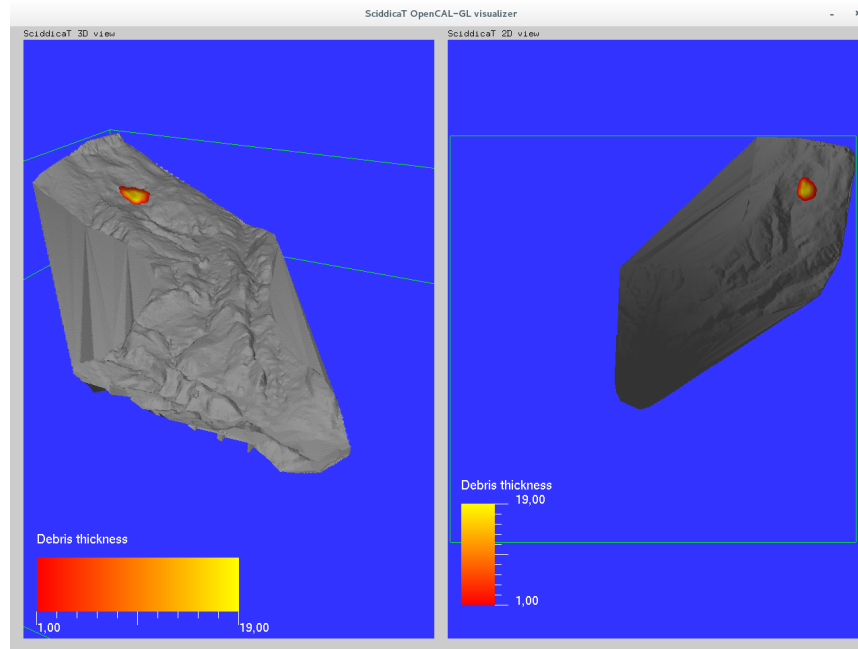 SciddicaT OpenCAL-GL visualizer
SciddicaT 3D view
SciddicaT 2D view
Debris thickness
19,00
1,00
Debris thickness
1,00
19,00